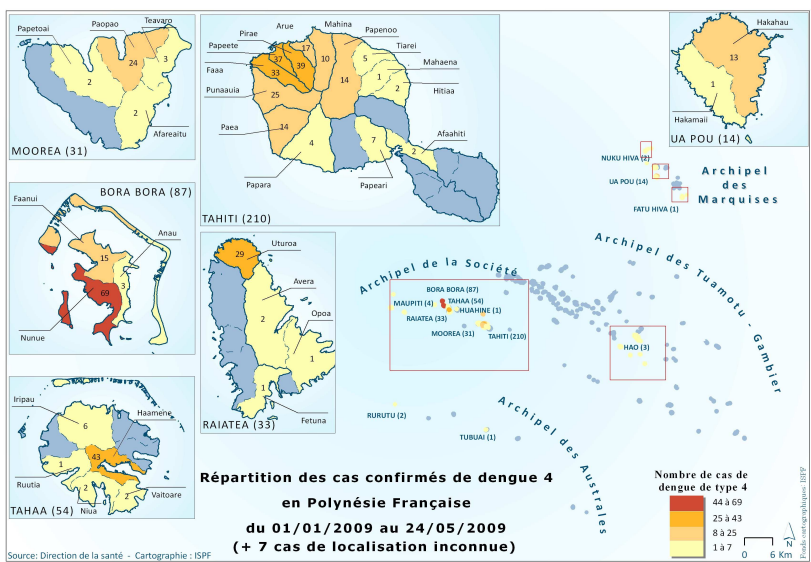 Papetoai
Paopao
Teavaro
24
3
2
2
Afareaitu
MOOREA (31)
Pirae
Arue
Mahina
Papenoo
Papeete
Tiarei
Faaa
Mahaena
Punaauia
Hitiaa
17
37
39
10
5
33
14
1
2
25
Paea
14
4
7
2
Afaahiti
Papara
Papeari
TAHITI (210)
Hakahau
13
1
Hakamaii
UA POU (14)
NUKU HIVA (2)
UA POU (14)
FATU HIVA (1)
Archipel
des
Marquises
BORA BORA (87)
Faanui
Anau
15
69
3
Nunue
29
Uturoa
Avera
2
Opoa
1
1
Fetuna
RAIATEA (33)
Archipel de la Société
BORA BORA (87)
MAUPITI (4)
TAHAA (54)
HUAHINE (1)
RAIATEA (33)
MOOREA (31)
TAHITI (210)
Archipel des Tuamotu - Gambier
HAO (3)
RURUTU (2)
TUBUAI (1)
Archipel des Australes
Iripau
Haamene
6
43
1
2
2
Ruutia
Vaitoare
Niua
TAHAA (54)
Répartition des cas confirmés de dengue 4
en Polynésie Française
du 01/01/2009 au 24/05/2009
(+ 7 cas de localisation inconnue)
Nombre de cas de
dengue de type 4
44 à 69
25 à 43
8 à 25
1 à 7
N
0 6 Km
Fonds cartographiques ISPF
Source: Direction de la santé - Cartographie : ISPF